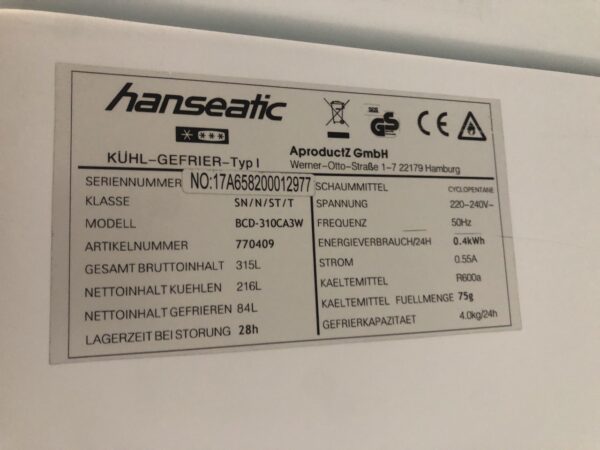 hanseatic
SGS
GS
CE
KÜHL-GEFRIER-Typ I
AproductZ GmbH
Werner-Otto-Straße 1-7 22179 Hamburg
SERIENNUMMER NO:17A658200012977
KLASSE SN/N/ST/T
MODELL BCD-310CA3W
ARTIKELNUMMER 770409
GESAMT BRUTTOINHALT 315L
NETTOINHALT KUEHLEN 216L
NETTOINHALT GEFRIEREN 84L
LAGERZEIT BEI STORUNG 28h
SCHAUMMITTEL CYCLOPENTANE
SPANNUNG 220-240V~
FREQUENZ 50Hz
ENERGIEVERBRAUCH/24H 0.4kWh
STROM 0.55A
KAELTEMITTEL R600a
KAELTEMITTEL FUELLMENGE 75g
GEFRIERKAPAZITAET 4.0kg/24h